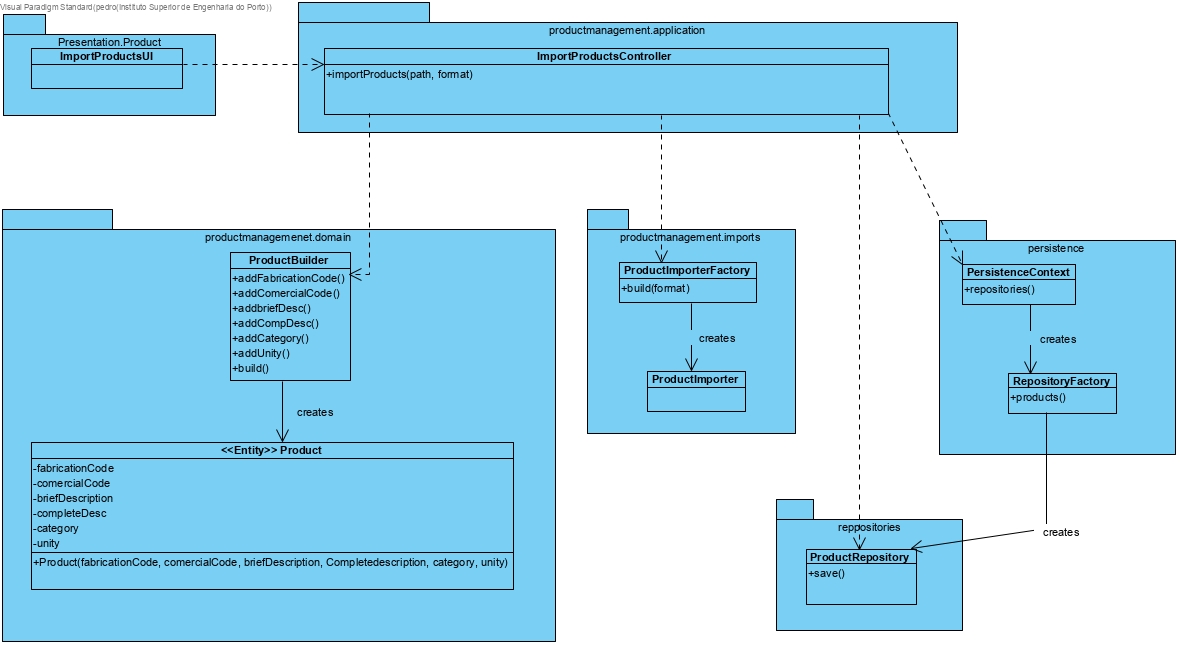 Visual Paradigm Standard(pedro(Instituto Superior de Engenharia do Porto))
Presentation.Product
ImportProductsUI
productmanagement.application
ImportProductsController
+importProducts(path, format)
productmanagemenet.domain
ProductBuilder
+addFabricationCode()
+addComercialCode()
+addbriefDesc()
+addCompDesc()
+addCategory()
+addUnity()
+build()
creates
<<Entity>> Product
-fabricationCode
-comercialCode
-briefDescription
-completeDesc
-category
-unity
+Product(fabricationCode, comercialCode, briefDescription, Completedescription, category, unity)
productmanagement.imports
ProductImporterFactory
+build(format)
creates
ProductImporter
persistence
PersistenceContext
+repositories()
creates
RepositoryFactory
+products()
creates
reppositories
ProductRepository
+save()